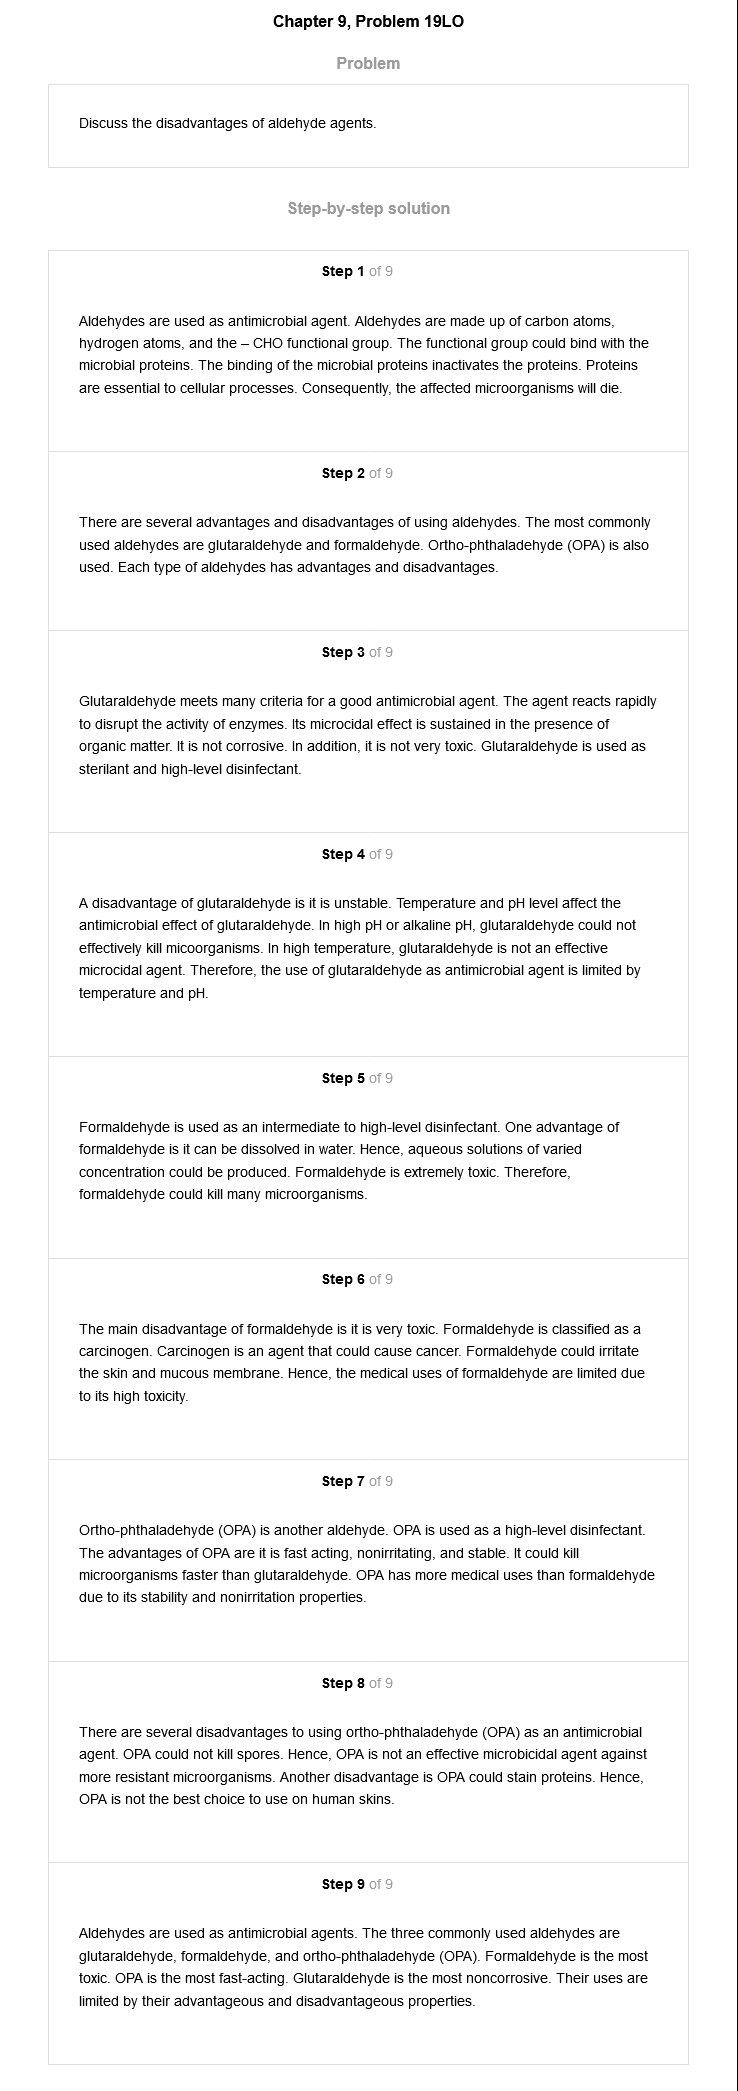 Chapter 9, Problem 19LO
Problem
Discuss the disadvantages of aldehyde agents.
Step-by-step solution
Step 1 of 9
Aldehydes are used as antimicrobial agent. Aldehydes are made up of carbon atoms,
hydrogen atoms, and the – CHO functional group. The functional group could bind with the
microbial proteins. The binding of the microbial proteins inactivates the proteins. Proteins
are essential to cellular processes. Consequently, the affected microorganisms will die.
Step 2 of 9
There are several advantages and disadvantages of using aldehydes. The most commonly
used aldehydes are glutaraldehyde and formaldehyde. Ortho-phthaladehyde (OPA) is also
used. Each type of aldehydes has advantages and disadvantages.
Step 3 of 9
Glutaraldehyde meets many criteria for a good antimicrobial agent. The agent reacts rapidly
to disrupt the activity of enzymes. Its microcidal effect is sustained in the presence of
organic matter. It is not corrosive. In addition, it is not very toxic. Glutaraldehyde is used as
sterilant and high-level disinfectant.
Step 4 of 9
A disadvantage of glutaraldehyde is it is unstable. Temperature and pH level affect the
antimicrobial effect of glutaraldehyde. In high pH or alkaline pH, glutaraldehyde could not
effectively kill micoorganisms. In high temperature, glutaraldehyde is not an effective
microcidal agent. Therefore, the use of glutaraldehyde as antimicrobial agent is limited by
temperature and pH.
Step 5 of 9
Formaldehyde is used as an intermediate to high-level disinfectant. One advantage of
formaldehyde is it can be dissolved in water. Hence, aqueous solutions of varied
concentration could be produced. Formaldehyde is extremely toxic. Therefore,
formaldehyde could kill many microorganisms.
Step 6 of 9
The main disadvantage of formaldehyde is it is very toxic. Formaldehyde is classified as a
carcinogen. Carcinogen is an agent that could cause cancer. Formaldehyde could irritate
the skin and mucous membrane. Hence, the medical uses of formaldehyde are limited due
to its high toxicity.
Step 7 of 9
Ortho-phthaladehyde (OPA) is another aldehyde. OPA is used as a high-level disinfectant.
The advantages of OPA are it is fast acting, nonirritating, and stable. It could kill
microorganisms faster than glutaraldehyde. OPA has more medical uses than formaldehyde
due to its stability and nonirritation properties.
Step 8 of 9
There are several disadvantages to using ortho-phthaladehyde (OPA) as an antimicrobial
agent. OPA could not kill spores. Hence, OPA is not an effective microbicidal agent against
more resistant microorganisms. Another disadvantage is OPA could stain proteins. Hence,
OPA is not the best choice to use on human skins.
Step 9 of 9
Aldehydes are used as antimicrobial agents. The three commonly used aldehydes are
glutaraldehyde, formaldehyde, and ortho-phthaladehyde (OPA). Formaldehyde is the most
toxic. OPA is the most fast-acting. Glutaraldehyde is the most noncorrosive. Their uses are
limited by their advantageous and disadvantageous properties.